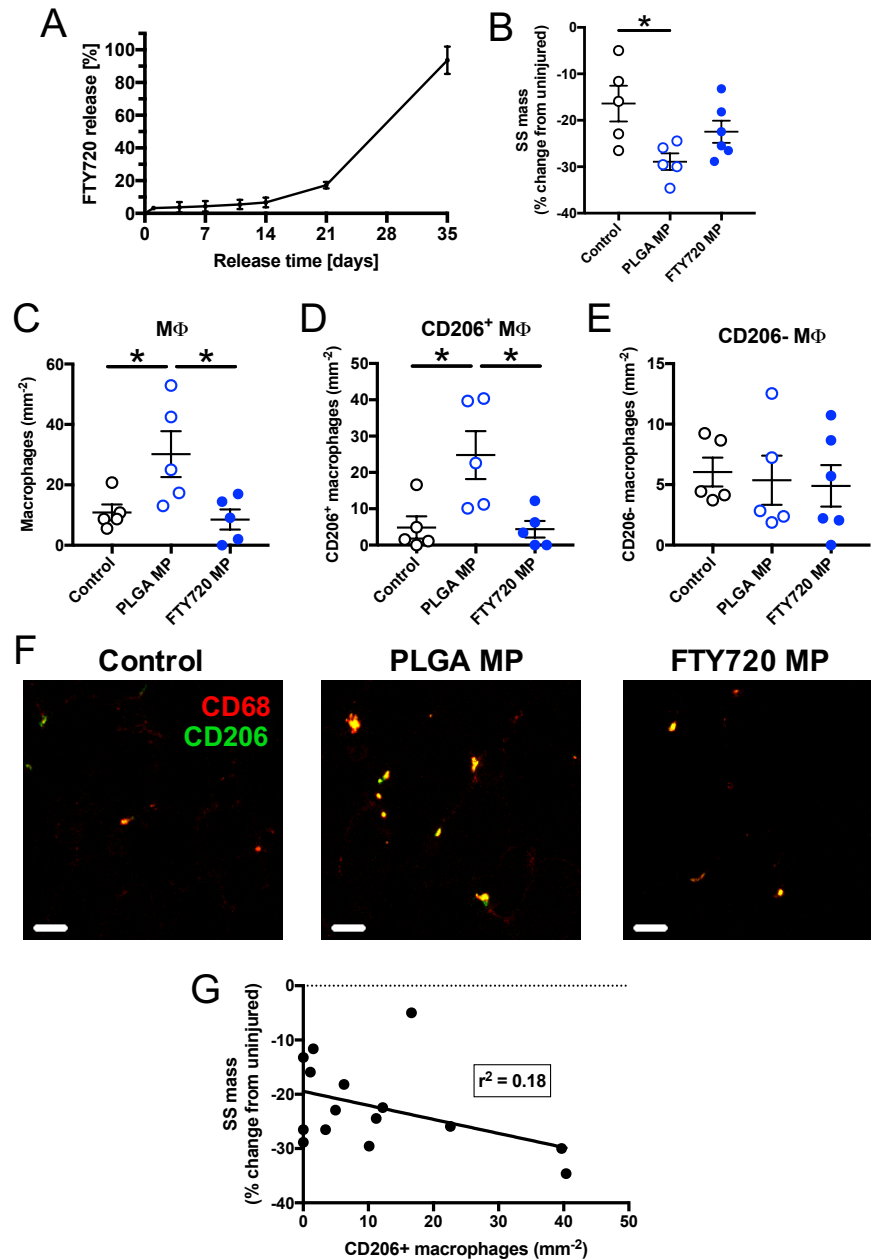 A
FTY720 release [%]
100
80
60
40
20
0
0 7 14 21 28 35
Release time [days]
B
SS mass
(% change from uninjured)
0
-10
-20
-30
-40
*
Control
PLGA MP
FTY720 MP
C
MΦ
Macrophages (mm-2)
60
40
20
0
* *
Control
PLGA MP
FTY720 MP
D
CD206+ MΦ
CD206+ macrophages (mm-2)
50
40
30
20
10
0
* *
Control
PLGA MP
FTY720 MP
E
CD206- MΦ
CD206- macrophages (mm-2)
15
10
5
0
Control
PLGA MP
FTY720 MP
F
Control PLGA MP FTY720 MP
CD68
CD206
G
SS mass
(% change from uninjured)
0
-10
-20
-30
-40
r2 = 0.18
0 10 20 30 40 50
CD206+ macrophages (mm-2)